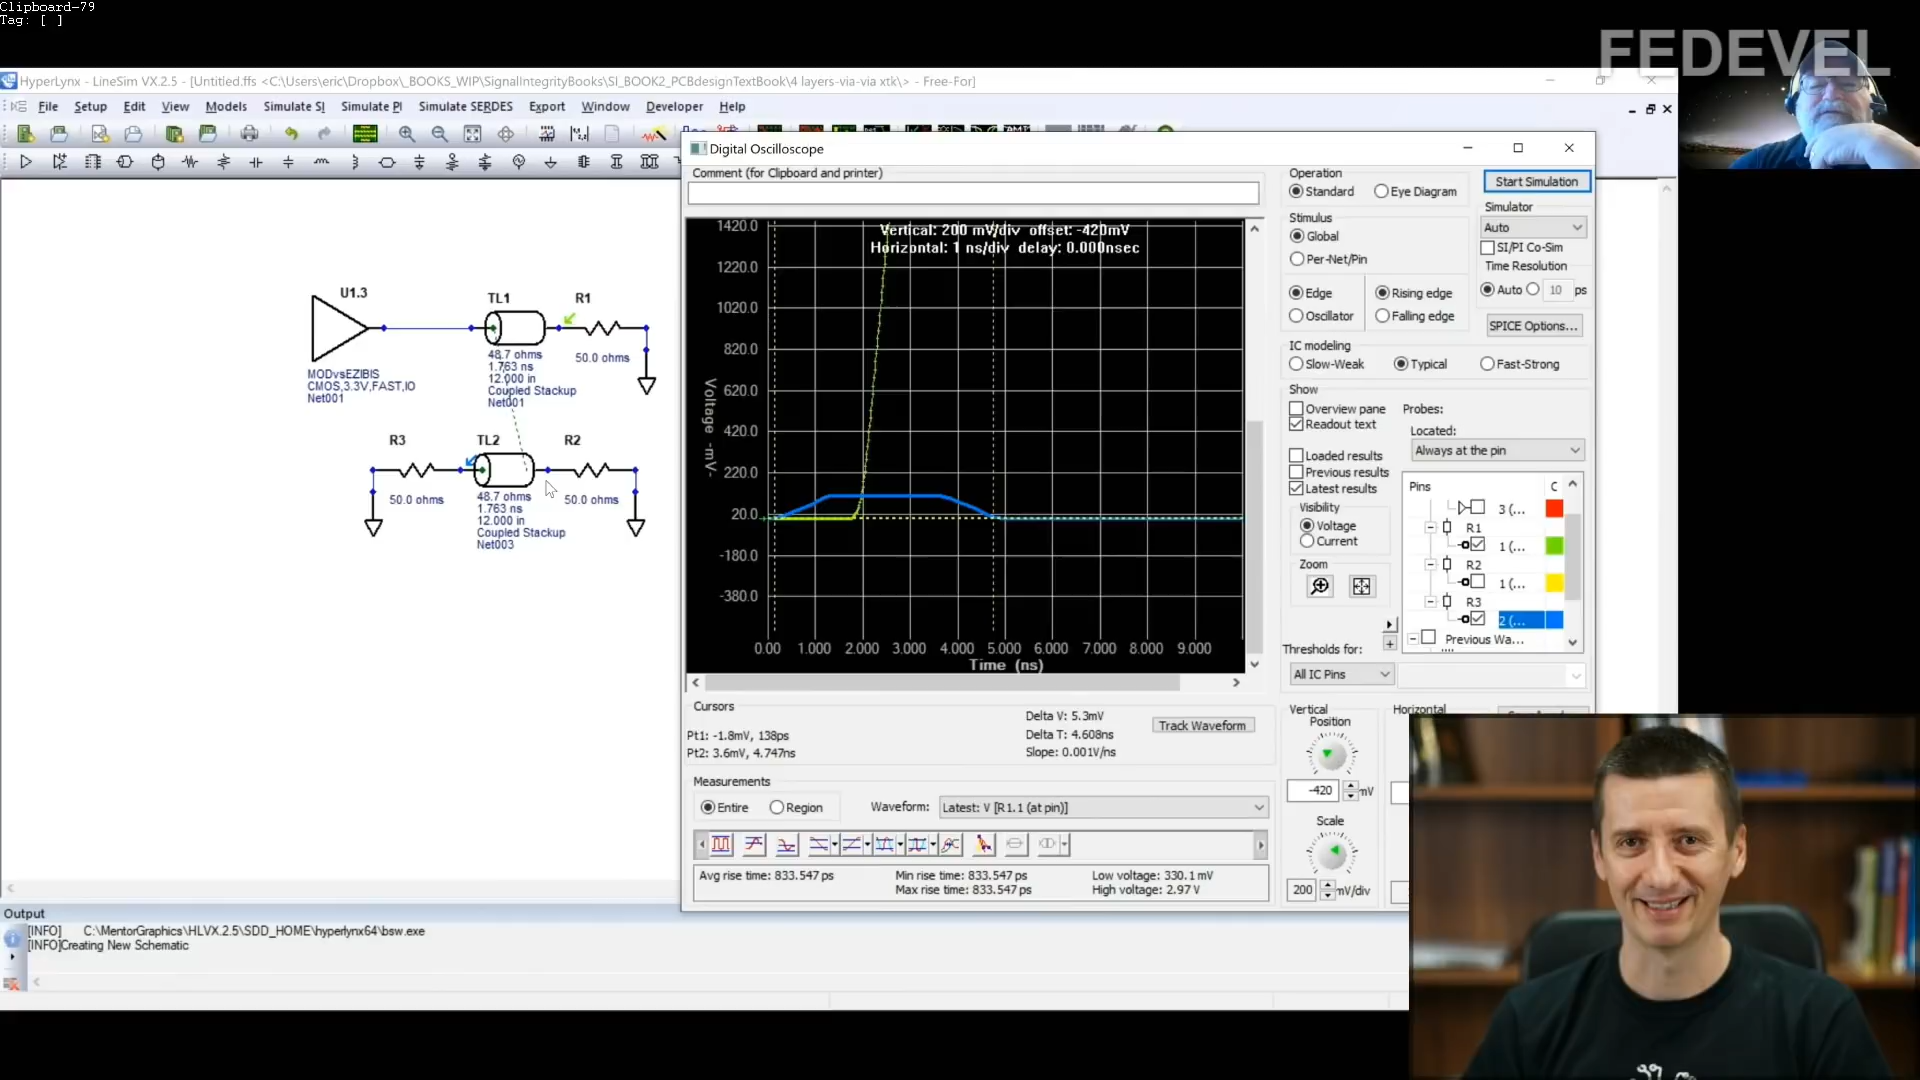 Clipboard-79
Tag: [ ]
FEDEVEL
HyperLynx - LineSim VX.2.5 - [Untitled.ffs <C:\Users\eric\Dropbox\_BOOKS_WIP\SignalIntegrityBooks\SI_BOOK2_PCBdesignTextBook\4 layers-via-via xtk\> - Free-For]
File Setup Edit View Models Simulate SI Simulate PI Simulate SERDES Export Window Developer Help
Digital Oscilloscope
Comment (for Clipboard and printer)
Vertical: 200 mV/div offset: -420mV
Horizontal: 1 ns/div delay: 0.000nsec
1420.0
1220.0
1020.0
820.0
620.0
420.0
220.0
20.0
-180.0
-380.0
Voltage -mV-
0.00 1.000 2.000 3.000 4.000 5.000 6.000 7.000 8.000 9.000
Time (ns)
U1.3
MODvsEZIBIS
CMOS,3.3V,FAST,IO
Net001
TL1
48.7 ohms
1.763 ns
12.000 in
Coupled Stackup
Net001
R1
50.0 ohms
R3
50.0 ohms
TL2
48.7 ohms
1.763 ns
12.000 in
Coupled Stackup
Net003
R2
50.0 ohms
Operation
Standard Eye Diagram
Start Simulation
Stimulus
Global
Per-Net/Pin
Simulator
Auto
SI/PI Co-Sim
Time Resolution
Auto 10 ps
Edge Rising edge
Oscillator Falling edge
SPICE Options...
IC modeling
Slow-Weak Typical Fast-Strong
Show
Overview pane
Readout text
Loaded results
Previous results
Latest results
Visibility
Voltage
Current
Zoom
Probes:
Located:
Always at the pin
Pins C
3 (...
R1
1 (...
R2
1 (...
R3
2 (...
Previous Wa...
Thresholds for:
All IC Pins
Cursors
Pt1: -1.8mV, 138ps
Pt2: 3.6mV, 4.747ns
Delta V: 5.3mV
Delta T: 4.608ns
Slope: 0.001V/ns
Track Waveform
Measurements
Entire Region
Waveform: Latest: V [R1.1 (at pin)]
Avg rise time: 833.547 ps
Min rise time: 833.547 ps
Max rise time: 833.547 ps
Low voltage: 330.1 mV
High voltage: 2.97 V
Vertical
Position
-420 mV
Scale
200 mV/div
Horizontal
Output
[INFO] C:\MentorGraphics\HLVX.2.5\SDD_HOME\hyperlynx64\bsw.exe
[INFO]Creating New Schematic